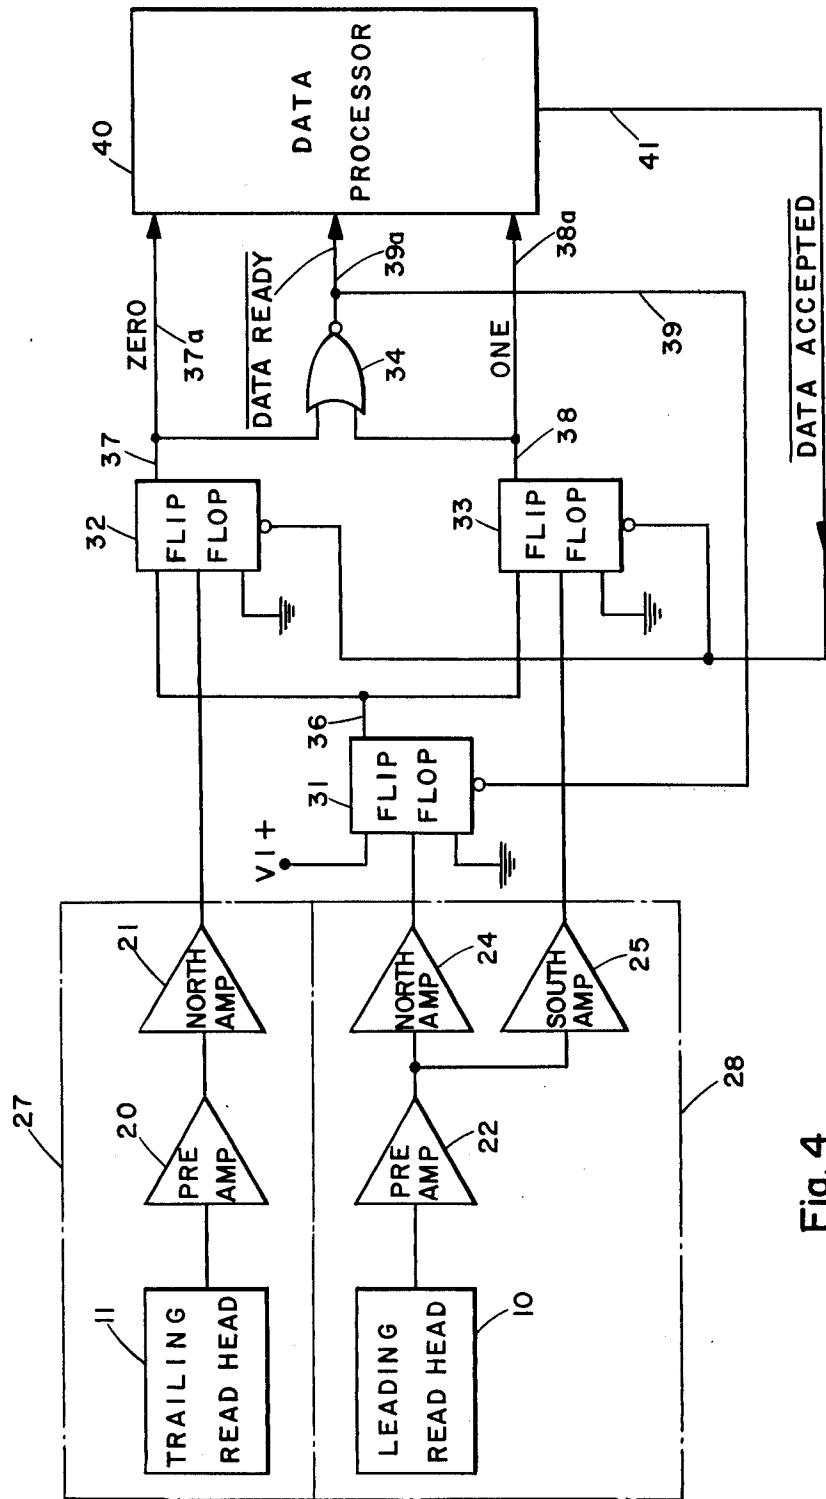 27
11
TRAILING
READ HEAD
20
PRE
AMP
21
NORTH
AMP
LEADING
READ HEAD
10
PRE
AMP
22
NORTH
AMP
24
SOUTH
AMP
25
28
V1+
31
FLIP
FLOP
36
32
FLIP
FLOP
37
33
FLIP
FLOP
38
34
ZERO
37a
DATA READY
39a
ONE
38a
39
40
DATA
PROCESSOR
41
DATA ACCEPTED
Fig. 4